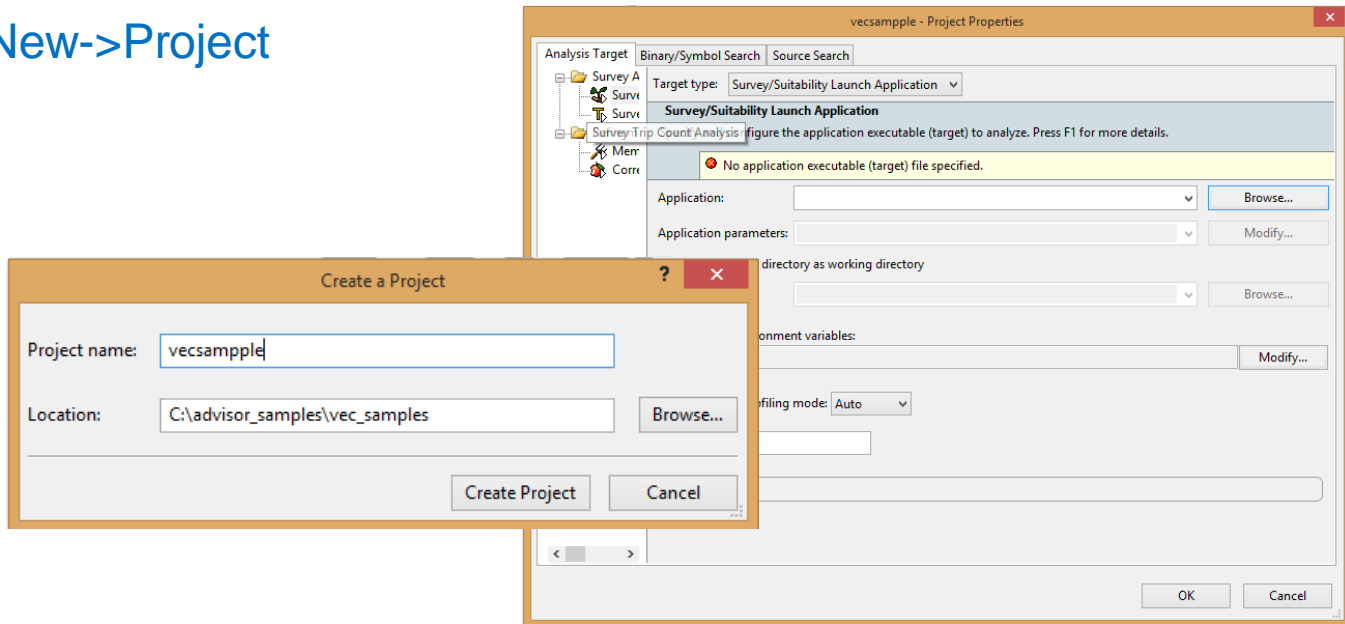 New->Project
vecsampple - Project Properties
Analysis Target Binary/Symbol Search Source Search
Survey A
Surve
Surve
Survey Trip Count Analysis
Mem
Corre
Target type: Survey/Suitability Launch Application
Survey/Suitability Launch Application
figure the application executable (target) to analyze. Press F1 for more details.
No application executable (target) file specified.
Application: Browse...
Application parameters: Modify...
directory as working directory
Browse...
onment variables:
Modify...
filing mode: Auto
OK Cancel
Create a Project ?
Project name: vecsampple
Location: C:\advisor_samples\vec_samples Browse...
Create Project Cancel